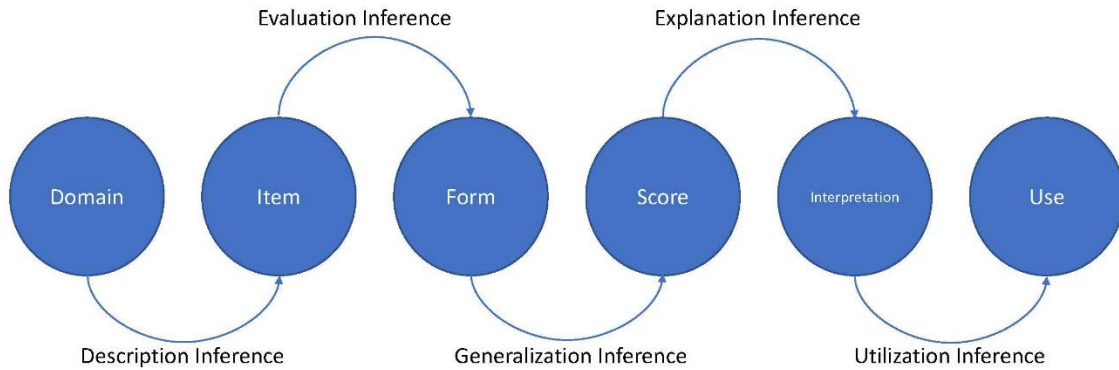 Evaluation Inference
Explanation Inference
Domain
Item
Form
Score
Interpretation
Use
Description Inference
Generalization Inference
Utilization Inference